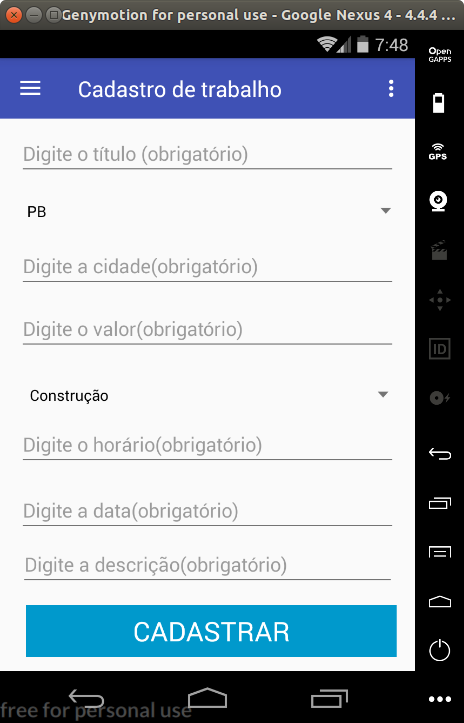 Genymotion for personal use - Google Nexus 4 - 4.4.4 ...
7:48
Open
GAPPS
Cadastro de trabalho
Digite o título (obrigatório)
GPS
PB
Digite a cidade(obrigatório)
Digite o valor(obrigatório)
ID
Construção
Digite o horário(obrigatório)
Digite a data(obrigatório)
Digite a descrição(obrigatório)
CADASTRAR
free for personal use